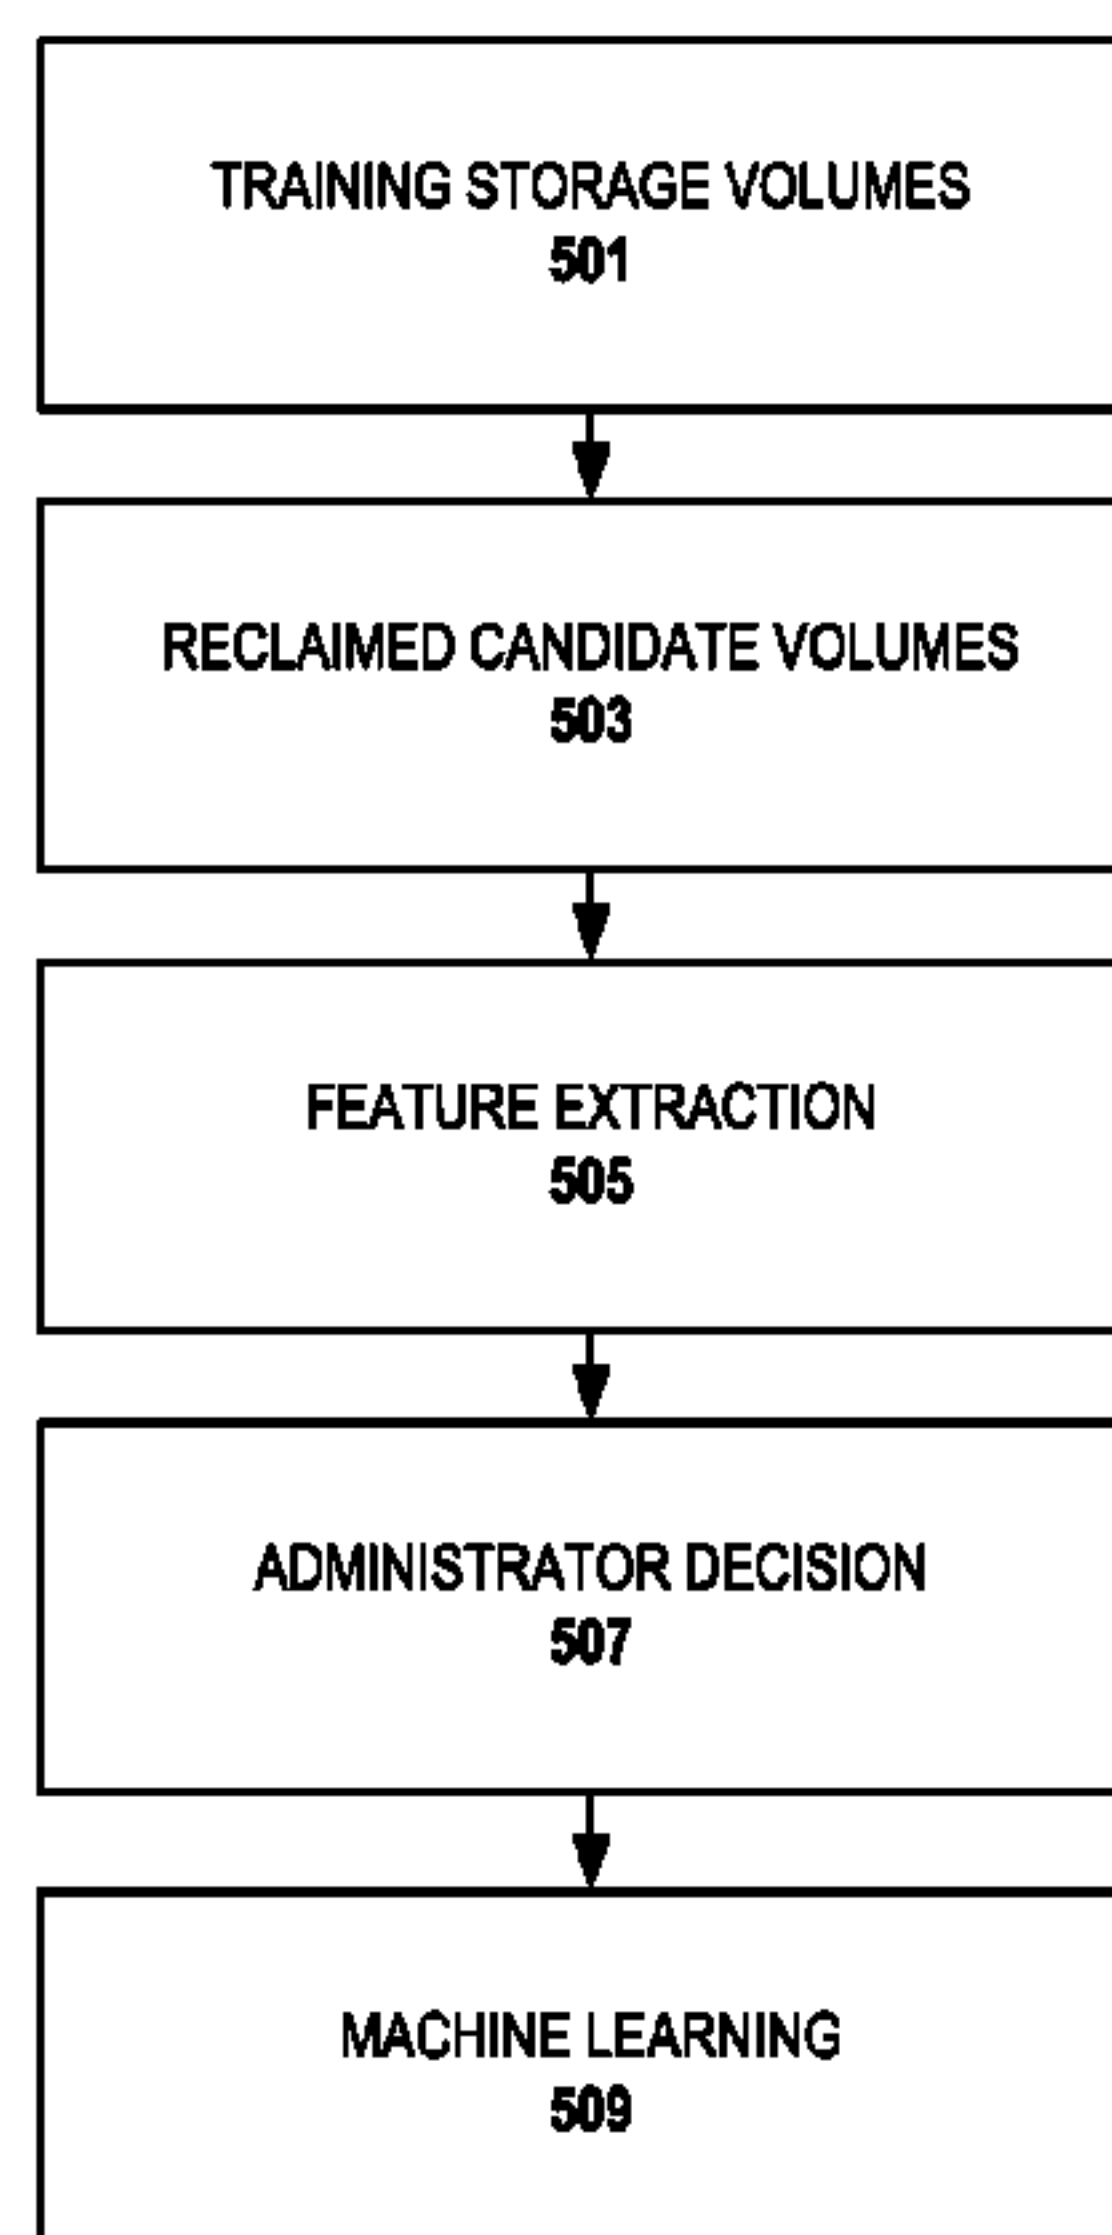 TRAINING STORAGE VOLUMES
501
RECLAIMED CANDIDATE VOLUMES
503
FEATURE EXTRACTION
505
ADMINISTRATOR DECISION
507
MACHINE LEARNING
509